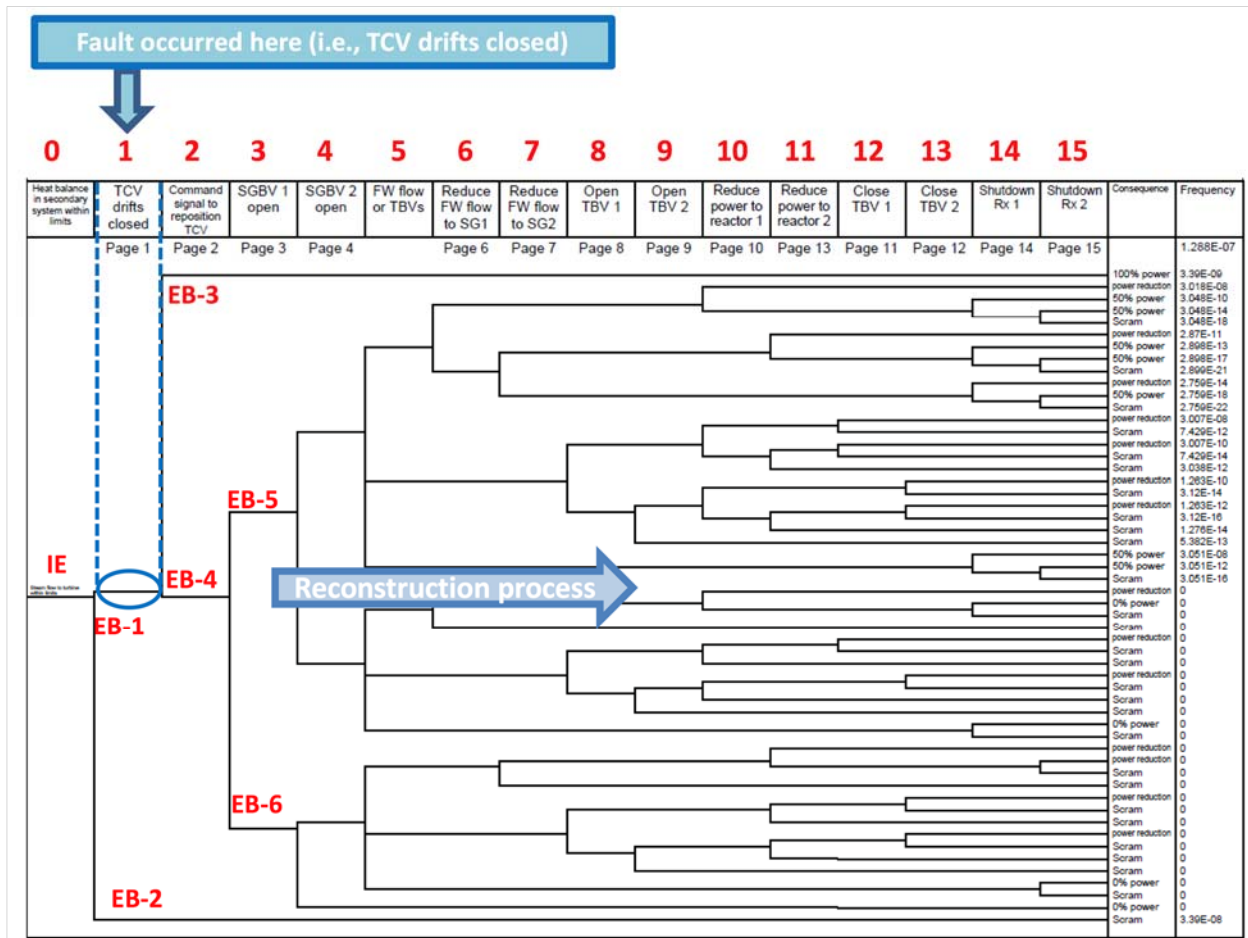 Fault occurred here (i.e., TCV drifts closed)
0 1 2 3 4 5 6 7 8 9 10 11 12 13 14 15
Heat balance in secondary system within limits
TCV drifts closed
Command signal to reposition TCV
SGBV 1 open
SGBV 2 open
FW flow or TBVs
Reduce FW flow to SG1
Reduce FW flow to SG2
Open TBV 1
Open TBV 2
Reduce power to reactor 1
Reduce power to reactor 2
Close TBV 1
Close TBV 2
Shutdown Rx 1
Shutdown Rx 2
Consequence
Frequency
Page 1 Page 2 Page 3 Page 4 Page 6 Page 7 Page 8 Page 9 Page 10 Page 13 Page 11 Page 12 Page 14 Page 15 1.288E-07
100% power 3.39E-09
EB-3
power reduction 3.018E-08
50% power 3.048E-10
50% power 3.048E-14
Scram 3.048E-18
power reduction 2.87E-11
50% power 2.898E-13
50% power 2.898E-17
Scram 2.899E-21
power reduction 2.759E-14
50% power 2.759E-18
Scram 2.759E-22
power reduction 3.007E-08
Scram 7.429E-12
power reduction 3.007E-10
Scram 7.429E-14
Scram 3.038E-12
power reduction 1.263E-10
EB-5
Scram 3.12E-14
power reduction 1.263E-12
Scram 3.12E-16
Scram 1.276E-14
Scram 5.382E-13
50% power 3.051E-08
IE
50% power 3.051E-12
EB-4
Scram 3.051E-16
Reconstruction process
Steam flow to turbine within limits
power reduction 0
0% power 0
EB-1
Scram 0
power reduction 0
Scram 0
Scram 0
power reduction 0
Scram 0
Scram 0
Scram 0
0% power 0
Scram 0
power reduction 0
power reduction 0
Scram 0
Scram 0
EB-6
power reduction 0
Scram 0
Scram 0
power reduction 0
Scram 0
Scram 0
Scram 0
0% power 0
Scram 0
EB-2
0% power 0
Scram 3.39E-08